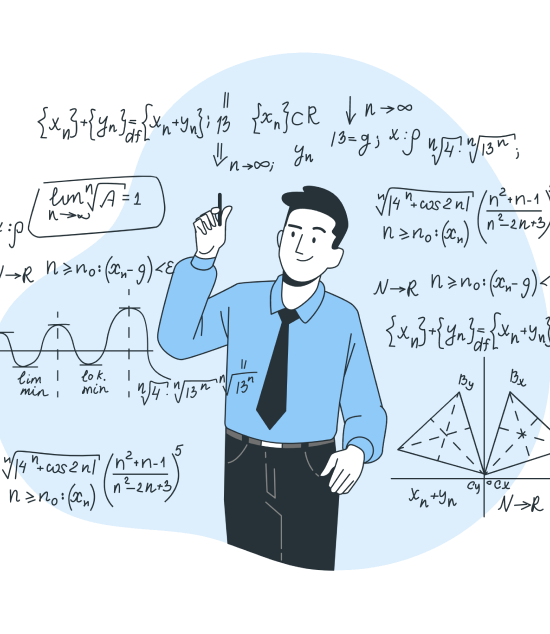 {xn}+{yn}=df{xn+yn}; 13 {xn}⊂R ↓ n→∞
⇓ n→∞; yn 13=g; x:ρ ⁿ√4: ⁿ√13ⁿ;
lim n→∞ ⁿ√A = 1
x:ρ
N→R n≥n₀:(xn-g)<ε
lim min lok. min
ⁿ√4: ⁿ√13ⁿ ⁿ√13ⁿ
ⁿ√|4ⁿ+cos2n| (n²+n-1 / n²-2n+3)⁵
n≥n₀:(xn)
ⁿ√|4ⁿ+cos2n| (n²+n-1 / n²-2n+3)
n≥n₀:(xn)
N→R n≥n₀:(xn-g)<
{xn}+{yn}=df{xn+yn
By Bx
Cy Cx
xn+yn N→R